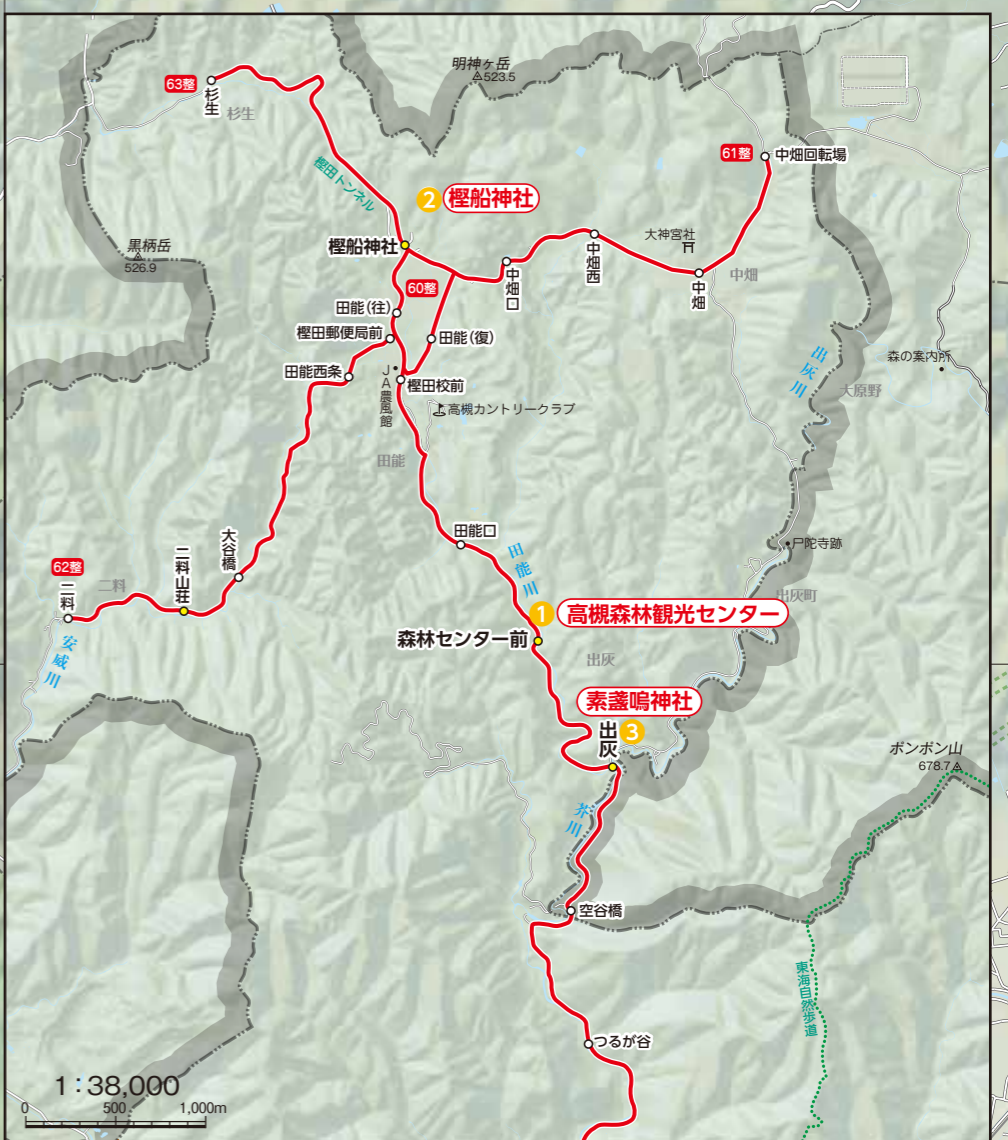 明神ヶ岳
523.5
63整
杉生
杉生
樫田トンネル
61整
中畑回転場
2 樫船神社
黒柄岳
526.9
樫船神社
中畑西
大神宮社
中畑口
中畑
中畑
60整
田能(往)
樫田郵便局前
田能(復)
出灰川
森の案内所
大原野
田能西条
JA農風館
樫田校前
高槻カントリークラブ
田能
田能口
大谷橋
田能川
尸陀寺跡
出灰町
62整
二料
二料
二料山荘
安威川
1 高槻森林観光センター
森林センター前
出灰
素盞嗚神社
出灰
3
ポンポン山
678.7
芥川
空谷橋
東海自然歩道
つるが谷
1:38,000
0 500 1,000m